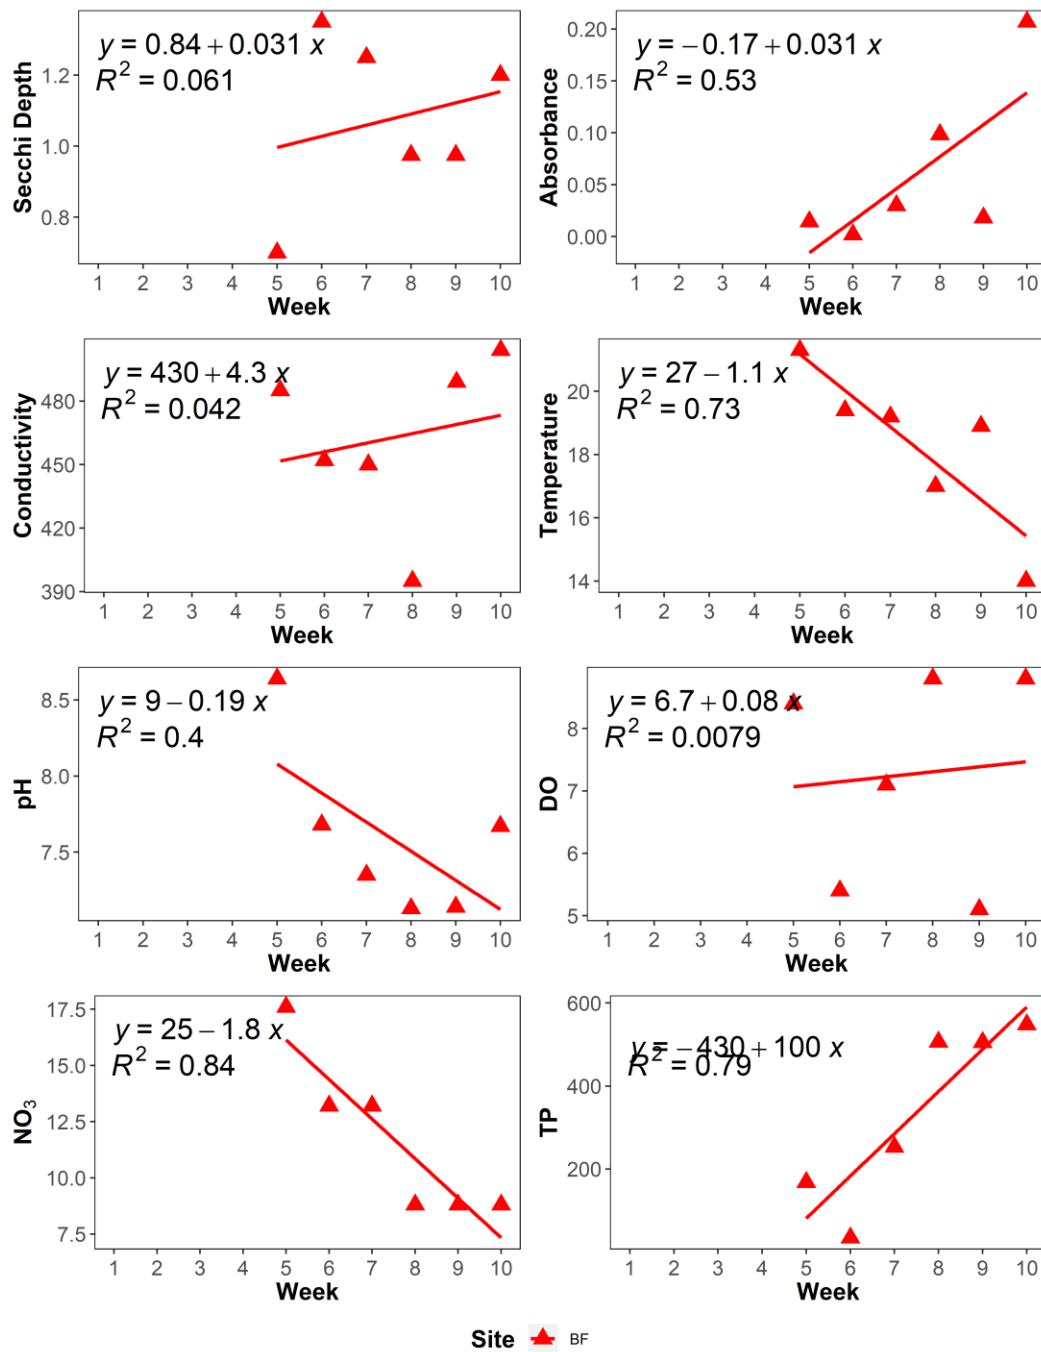 y = 0.84 + 0.031 x
R² = 0.061
Secchi Depth
1.2
1.0
0.8
1 2 3 4 5 6 7 8 9 10
Week
y = −0.17 + 0.031 x
R² = 0.53
Absorbance
0.20
0.15
0.10
0.05
0.00
1 2 3 4 5 6 7 8 9 10
Week
y = 430 + 4.3 x
R² = 0.042
Conductivity
480
450
420
390
1 2 3 4 5 6 7 8 9 10
Week
y = 27 − 1.1 x
R² = 0.73
Temperature
20
18
16
14
1 2 3 4 5 6 7 8 9 10
Week
y = 9 − 0.19 x
R² = 0.4
pH
8.5
8.0
7.5
1 2 3 4 5 6 7 8 9 10
Week
y = 6.7 + 0.08 x
R² = 0.0079
DO
8
7
6
5
1 2 3 4 5 6 7 8 9 10
Week
y = 25 − 1.8 x
R² = 0.84
NO₃
17.5
15.0
12.5
10.0
7.5
1 2 3 4 5 6 7 8 9 10
Week
y = −430 + 100 x
R² = 0.79
TP
600
400
200
1 2 3 4 5 6 7 8 9 10
Week
Site BF